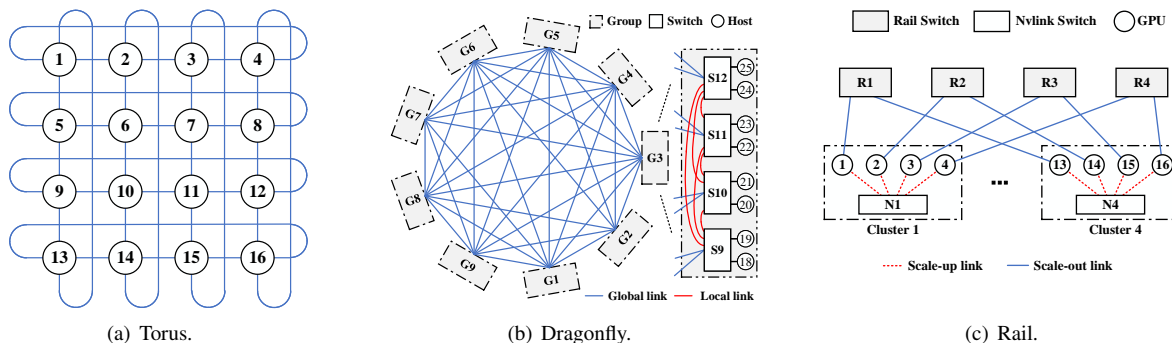 1 2 3 4
5 6 7 8
9 10 11 12
13 14 15 16
(a) Torus.
Group Switch Host
G5
G6 G4
G7 G3
G8 G2
G9 G1
S12 25 24
S11 23 22
S10 21 20
S9 19 18
Global link Local link
(b) Dragonfly.
Rail Switch Nvlink Switch GPU
R1 R2 R3 R4
1 2 3 4 13 14 15 16
N1 ... N4
Cluster 1 Cluster 4
Scale-up link Scale-out link
(c) Rail.